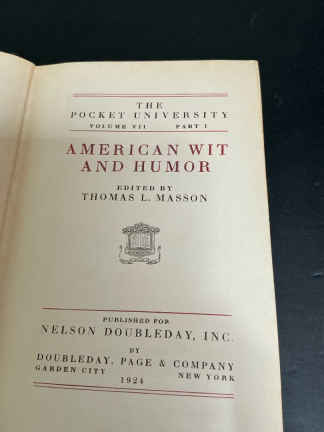 THE
POCKET UNIVERSITY
VOLUME VII PART I
AMERICAN WIT
AND HUMOR
EDITED BY
THOMAS L. MASSON
PUBLISHED FOR
NELSON DOUBLEDAY, INC.
BY
DOUBLEDAY, PAGE & COMPANY
GARDEN CITY NEW YORK
1924